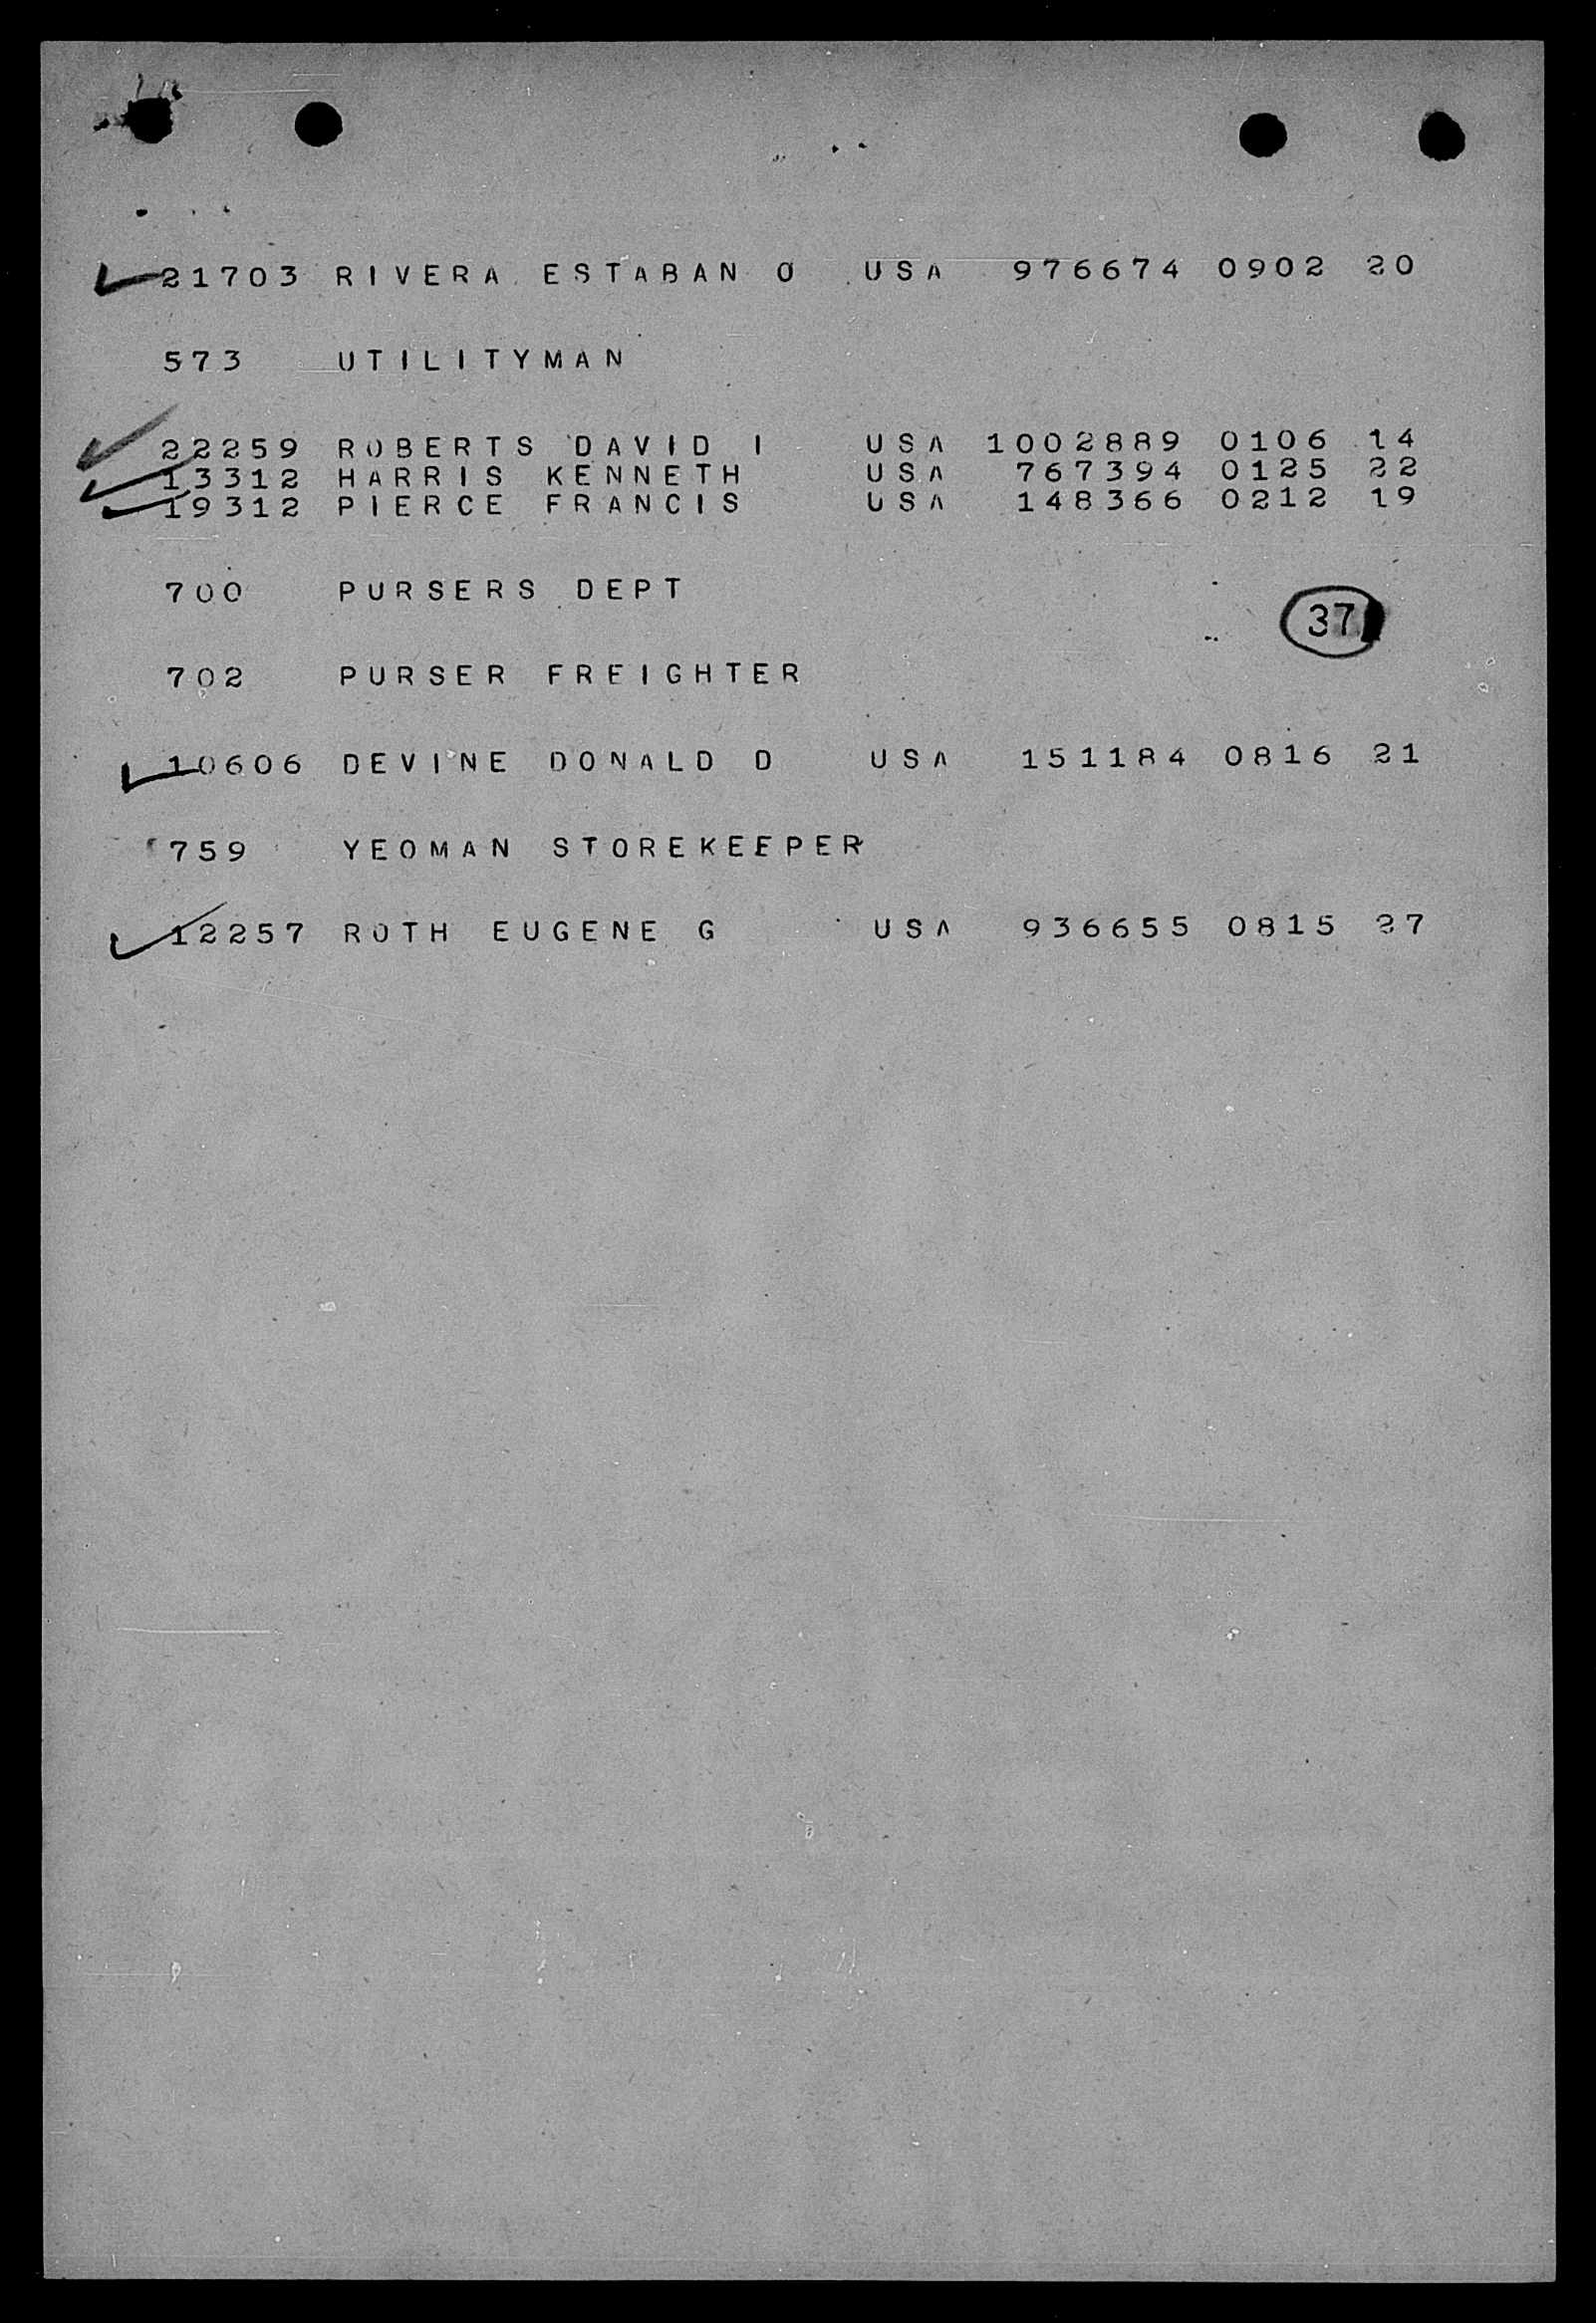 21703 RIVERA ESTABAN O USA 976674 0902 20
573 UTILITYMAN
22259 ROBERTS DAVID I USA 1002889 0106 14
13312 HARRIS KENNETH USA 767394 0125 22
19312 PIERCE FRANCIS USA 148366 0212 19
700 PURSERS DEPT
37
702 PURSER FREIGHTER
10606 DEVINE DONALD D USA 151184 0816 21
759 YEOMAN STOREKEEPER
12257 ROTH EUGENE G USA 936655 0815 27